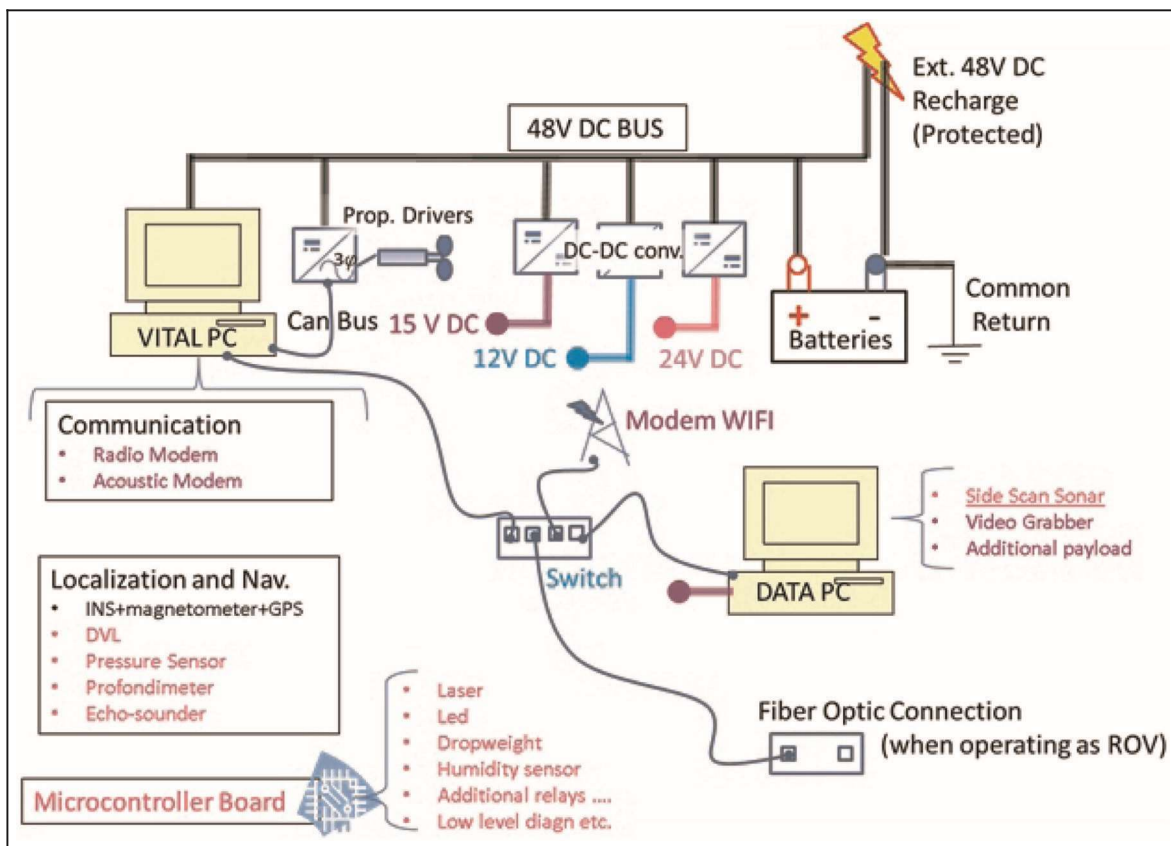 Ext. 48V DC
Recharge
(Protected)
48V DC BUS
Prop. Drivers
3φ
DC-DC conv.
Can Bus
VITAL PC
15 V DC
12V DC
24V DC
+
-
Batteries
Common
Return
Communication
• Radio Modem
• Acoustic Modem
Modem WIFI
Switch
• Side Scan Sonar
• Video Grabber
• Additional payload
DATA PC
Localization and Nav.
• INS+magnetometer+GPS
• DVL
• Pressure Sensor
• Profondimeter
• Echo-sounder
• Laser
• Led
• Dropweight
• Humidity sensor
• Additional relays ....
• Low level diagn etc.
Microcontroller Board
Fiber Optic Connection
(when operating as ROV)